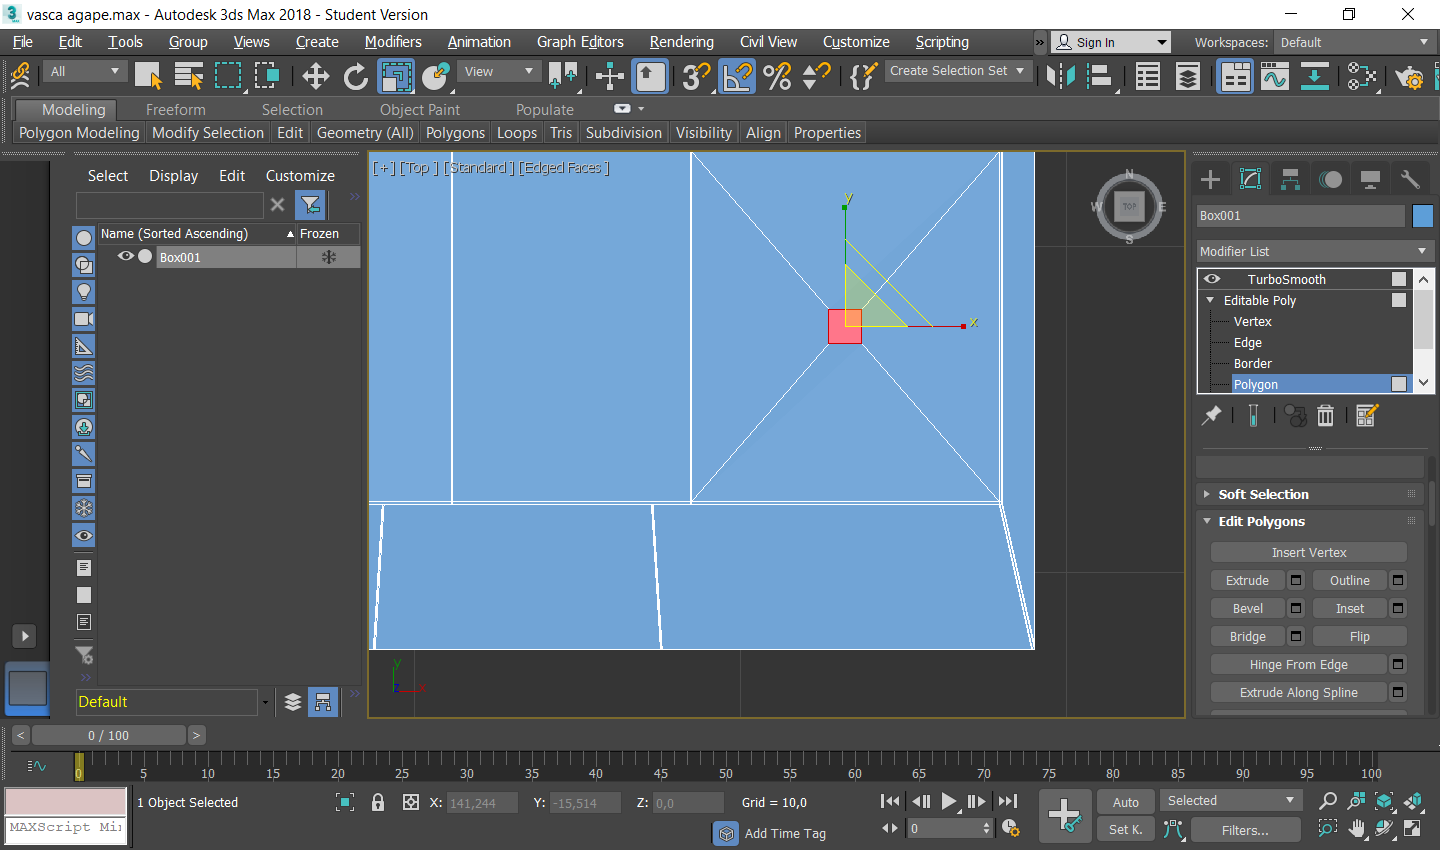 vasca agape.max - Autodesk 3ds Max 2018 - Student Version
File Edit Tools Group Views Create Modifiers Animation Graph Editors Rendering Civil View Customize Scripting » Sign In Workspaces: Default
All View Create Selection Set
Modeling Freeform Selection Object Paint Populate
Polygon Modeling Modify Selection Edit Geometry (All) Polygons Loops Tris Subdivision Visibility Align Properties
Select Display Edit Customize
Name (Sorted Ascending) Frozen
Box001
Default
[+] [Top ] [Standard ] [Edged Faces ]
y
x
N
W TOP E
S
y
z x
Box001
Modifier List
TurboSmooth
Editable Poly
Vertex
Edge
Border
Polygon
Soft Selection
Edit Polygons
Insert Vertex
Extrude Outline
Bevel Inset
Bridge Flip
Hinge From Edge
Extrude Along Spline
< 0 / 100 >
0 5 10 15 20 25 30 35 40 45 50 55 60 65 70 75 80 85 90 95 100
1 Object Selected X: 141,244 Y: -15,514 Z: 0,0 Grid = 10,0 Auto Selected
MAXScript Mi
Add Time Tag 0 Set K. Filters...